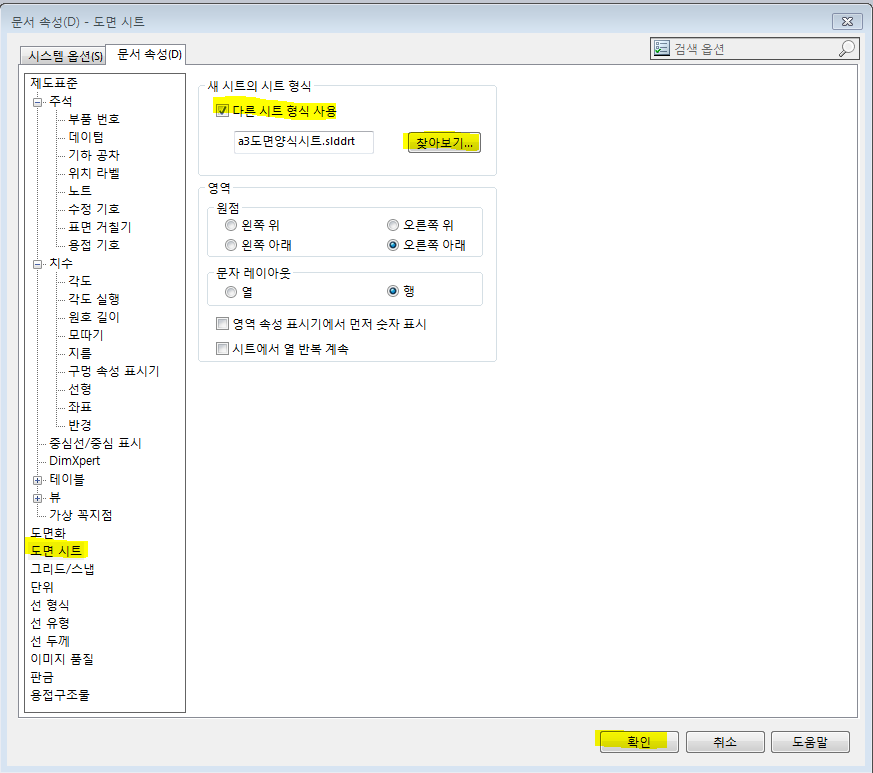 문서 속성(D) - 도면 시트
시스템 옵션(S)
문서 속성(D)
검색 옵션
제도표준
주석
부품 번호
데이텀
기하 공차
위치 라벨
노트
수정 기호
표면 거칠기
용접 기호
치수
각도
각도 실행
원호 길이
모따기
지름
구멍 속성 표시기
선형
좌표
반경
중심선/중심 표시
DimXpert
테이블
뷰
가상 꼭지점
도면화
도면 시트
그리드/스냅
단위
선 형식
선 유형
선 두께
이미지 품질
판금
용접구조물
새 시트의 시트 형식
다른 시트 형식 사용
a3도면양식시트.slddrt
찾아보기...
영역
원점
왼쪽 위
오른쪽 위
왼쪽 아래
오른쪽 아래
문자 레이아웃
열
행
영역 속성 표시기에서 먼저 숫자 표시
시트에서 열 반복 계속
확인
취소
도움말